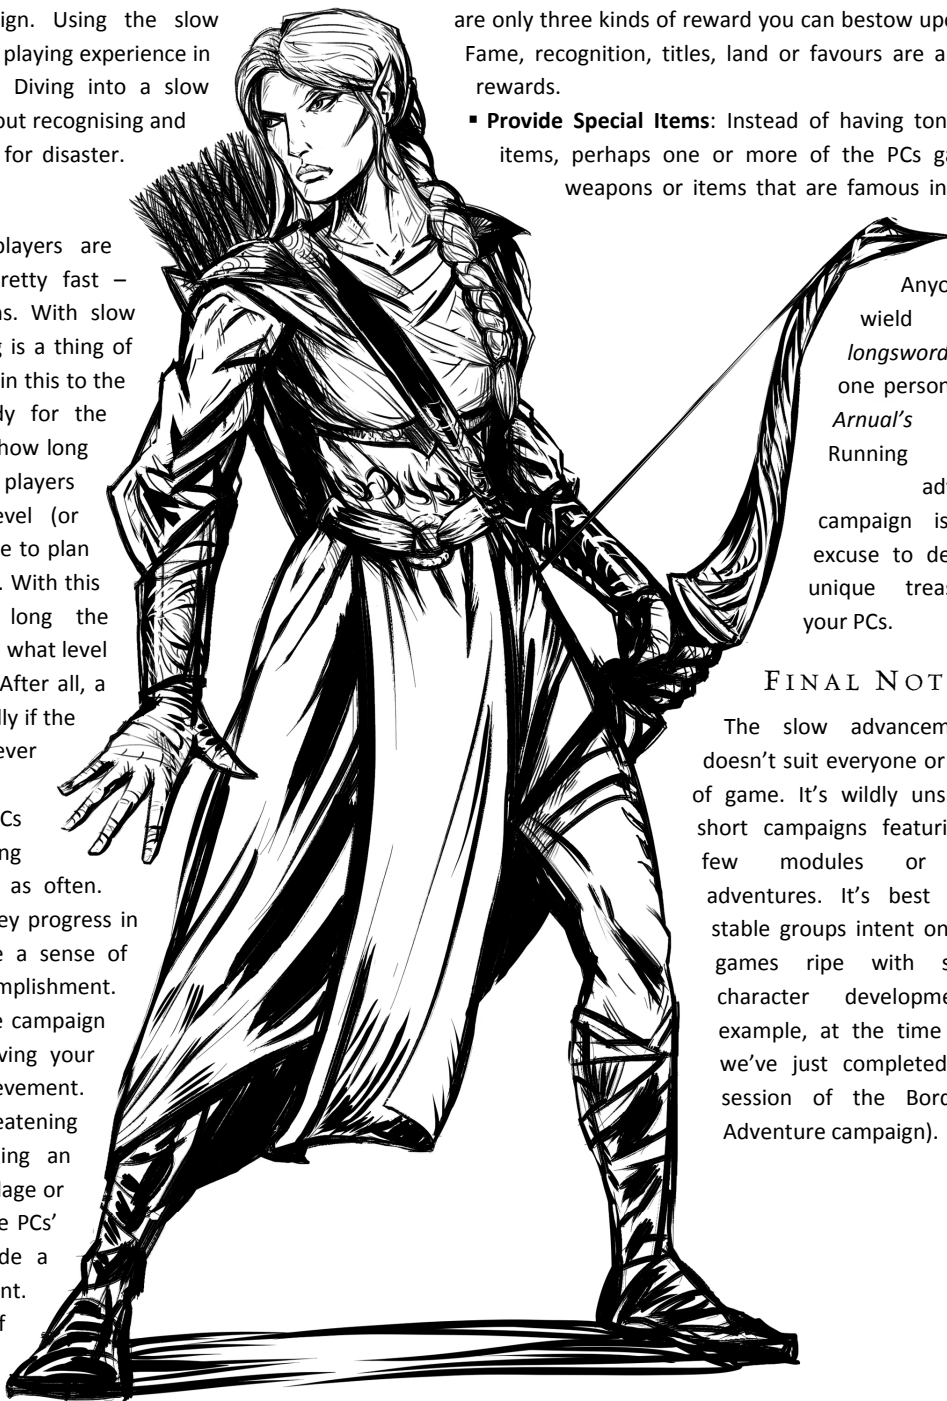 ign. Using the slow
playing experience in
Diving into a slow
out recognising and
for disaster.
players are
retty fast –
ns. With slow
g is a thing of
in this to the
dy for the
how long
players
evel (or
e to plan
. With this
long the
what level
After all, a
lly if the
ever
Cs
ng
as often.
ey progress in
e a sense of
mplishment.
e campaign
ving your
evement.
eatening
ing an
lage or
e PCs’
de a
nt.
f
are only three kinds of reward you can bestow upo
Fame, recognition, titles, land or favours are a
rewards.
▪ Provide Special Items: Instead of having ton
items, perhaps one or more of the PCs ga
weapons or items that are famous in
Anyo
wield
longsword
one person
Arnual’s
Running
adv
campaign is
excuse to de
unique treas
your PCs.
FINAL NOT
The slow advancem
doesn’t suit everyone or
of game. It’s wildly uns
short campaigns featuri
few modules or
adventures. It’s best
stable groups intent on
games ripe with s
character developme
example, at the time
we’ve just completed
session of the Bord
Adventure campaign).